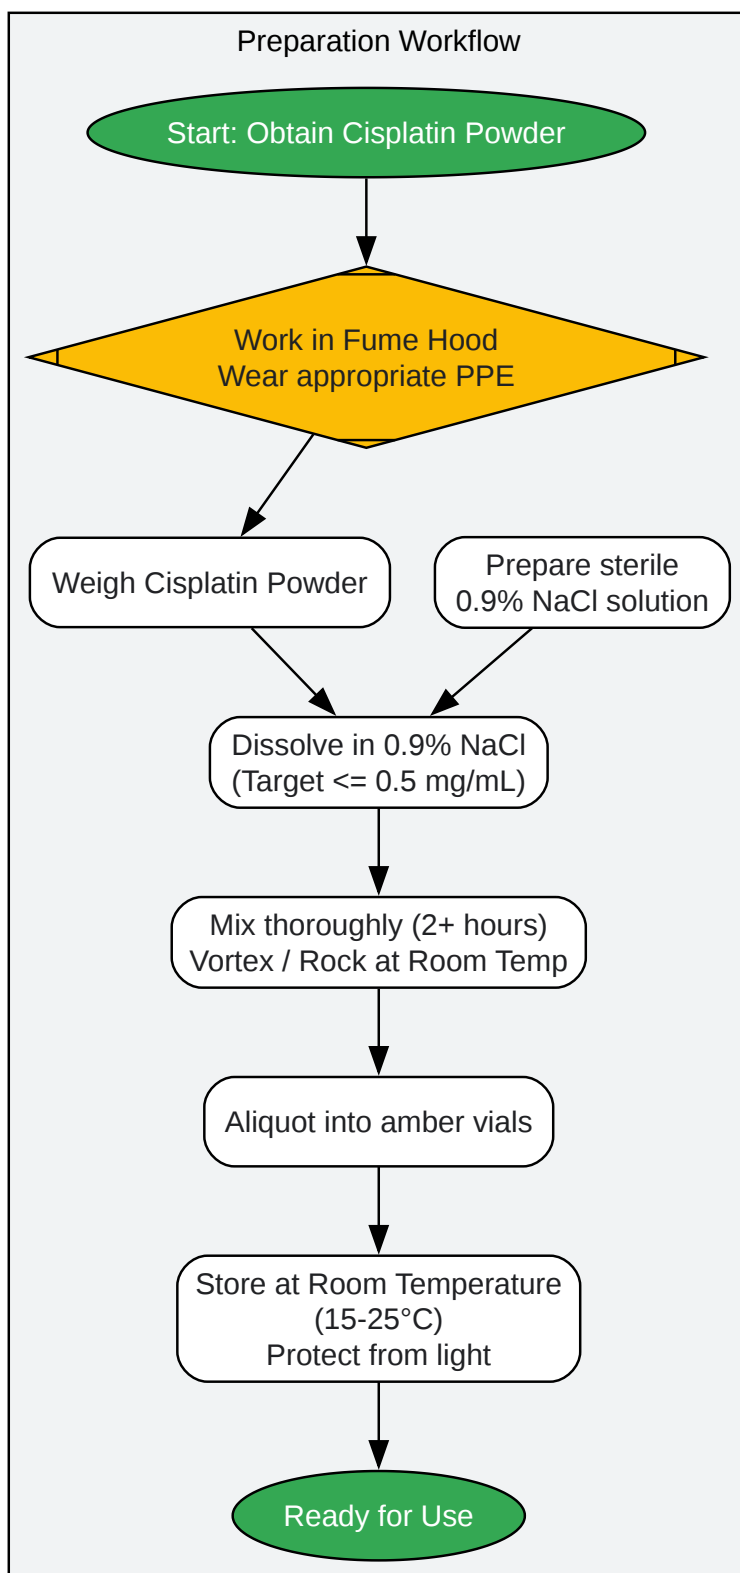 Preparation Workflow
Start: Obtain Cisplatin Powder
Work in Fume Hood
Wear appropriate PPE
Weigh Cisplatin Powder
Prepare sterile
0.9% NaCl solution
Dissolve in 0.9% NaCl
(Target <= 0.5 mg/mL)
Mix thoroughly (2+ hours)
Vortex / Rock at Room Temp
Aliquot into amber vials
Store at Room Temperature
(15-25°C)
Protect from light
Ready for Use